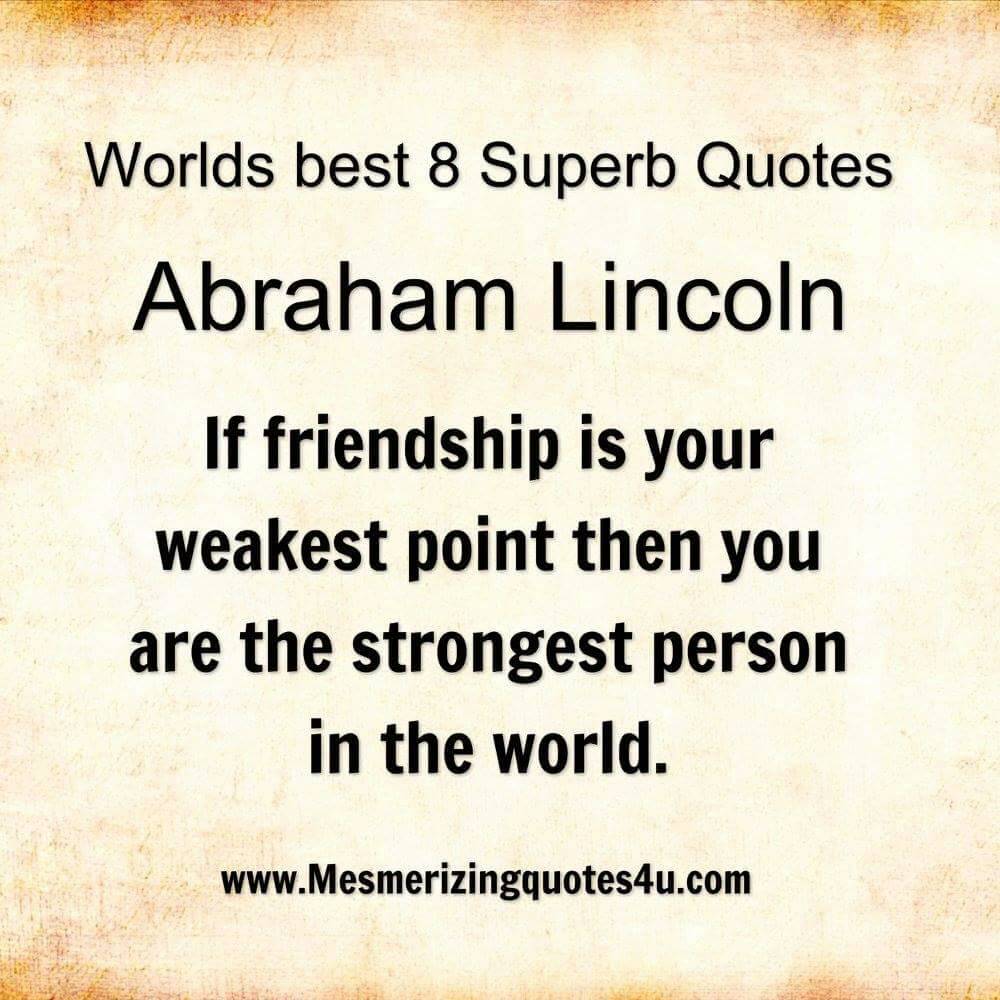 Worlds best 8 Superb Quotes
Abraham Lincoln
If friendship is your
weakest point then you
are the strongest person
in the world.
www.Mesmerizingquotes4u.com